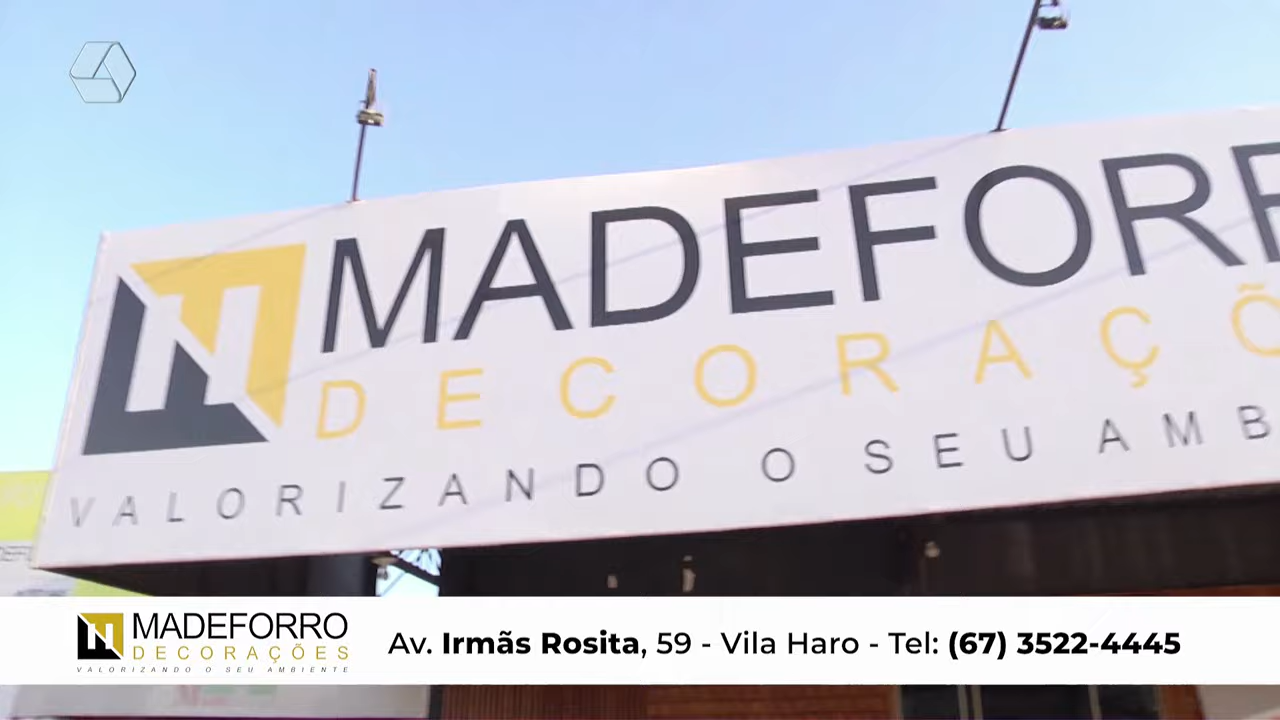 MADEFORR
DECORAÇÕ
VALORIZANDO O SEU AMB
MADEFORRO
DECORAÇÕES
VALORIZANDO O SEU AMBIENTE
Av. Irmãs Rosita, 59 - Vila Haro - Tel: (67) 3522-4445